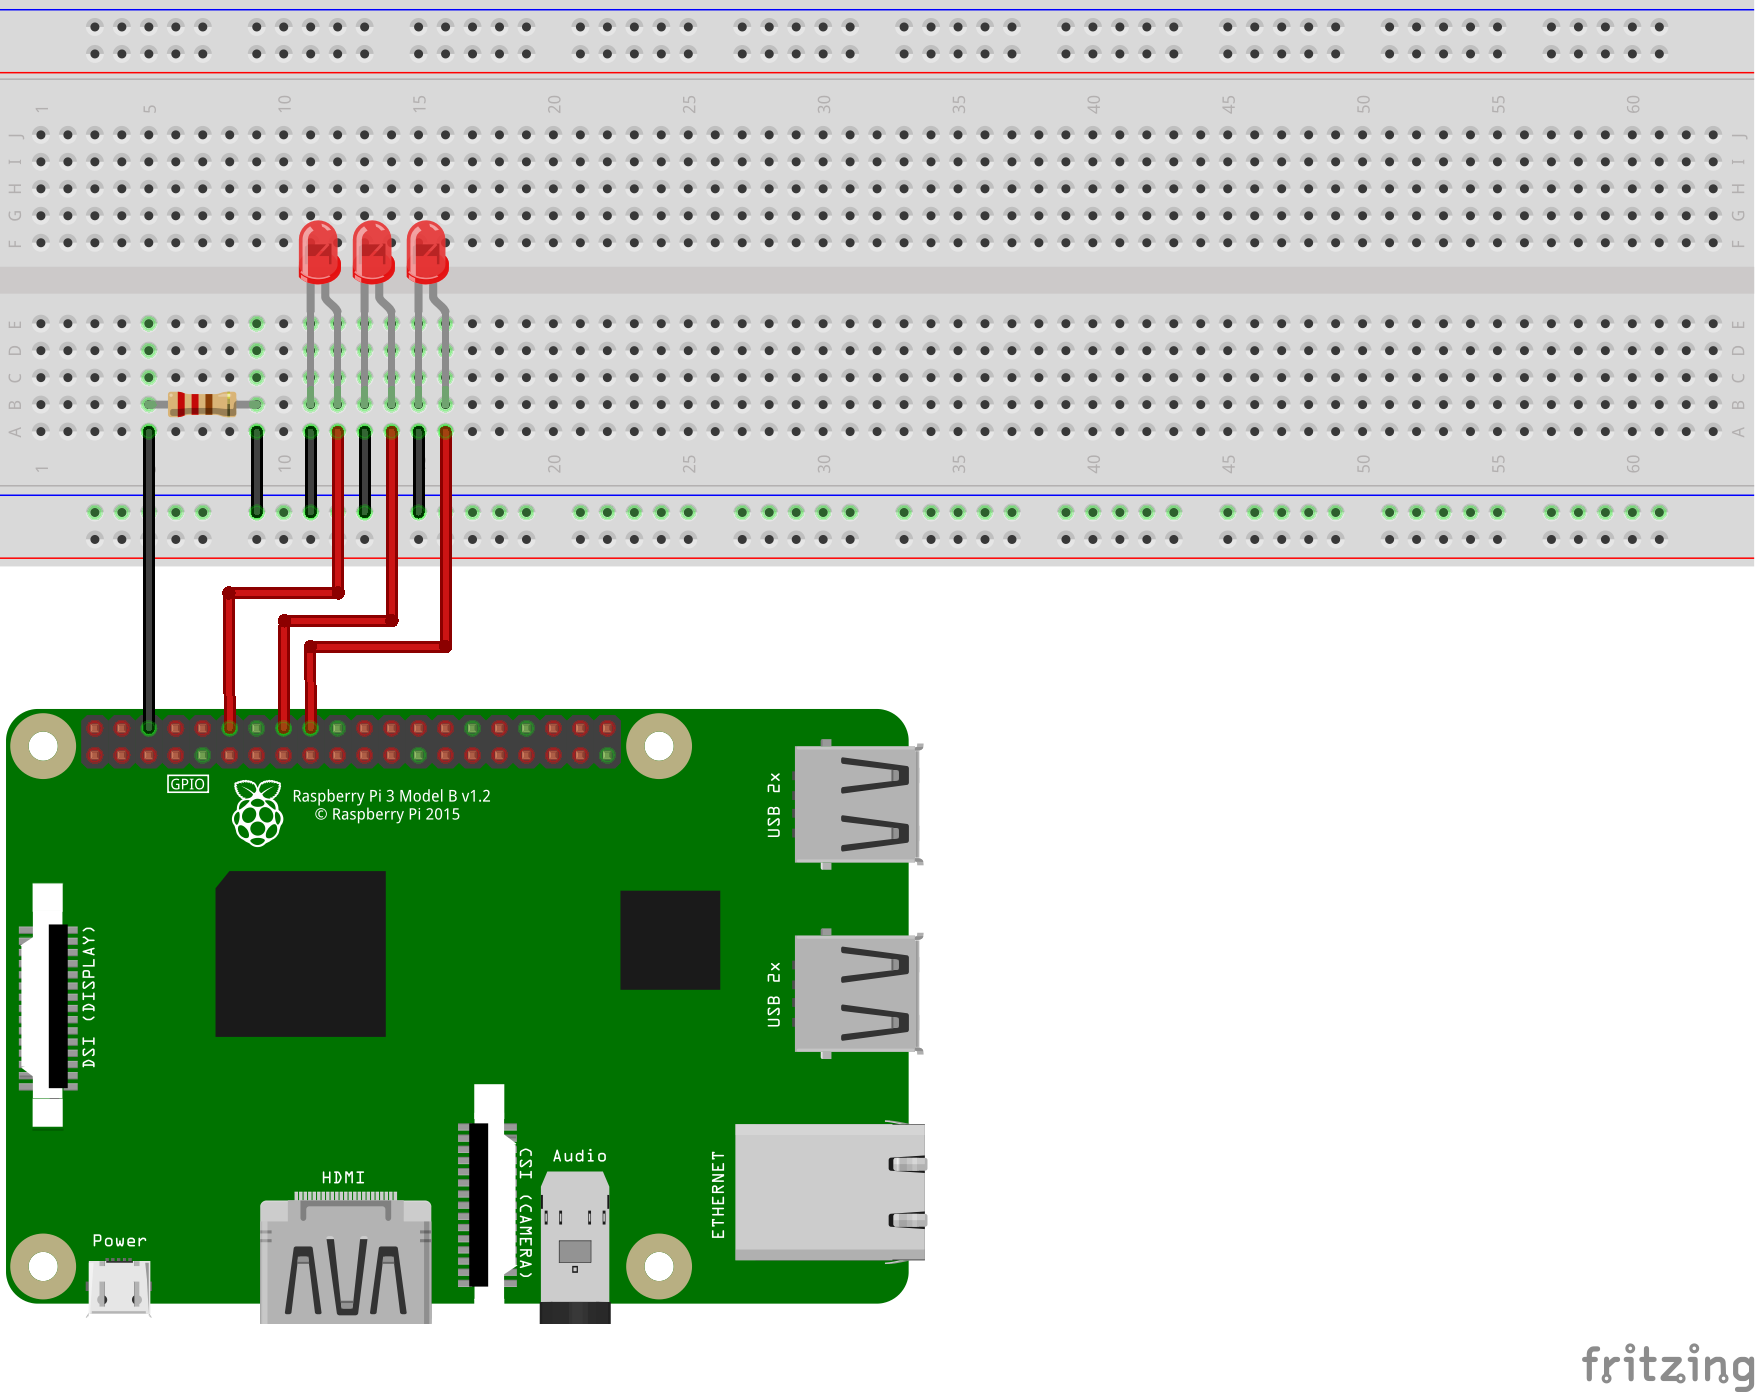 1 5 10 15 20 25 30 35 40 45 50 55 60
J J
I I
H H
G G
F F
E E
D D
C C
B B
A A
1 10 20 25 30 35 40 45 50 55 60
GPIO
Raspberry Pi 3 Model B v1.2
© Raspberry Pi 2015
USB 2x
USB 2x
DSI (DISPLAY)
CSI (CAMERA)
Audio
ETHERNET
HDMI
Power
fritzing